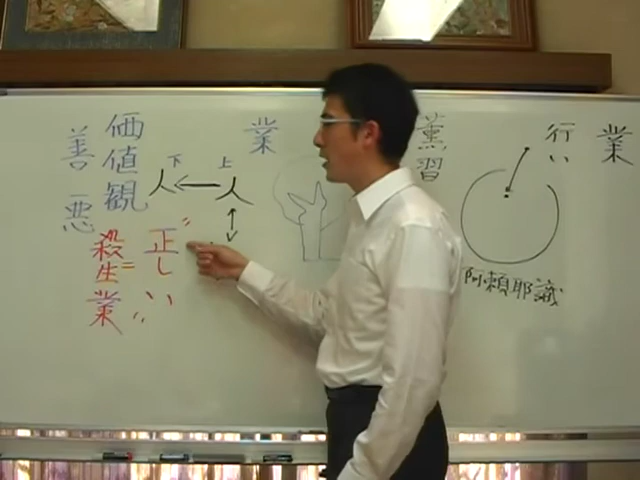 業
行い
阿頼耶識
薫習
業
上
下
人
人
価値観
善 悪
〝正しい〟
殺生業